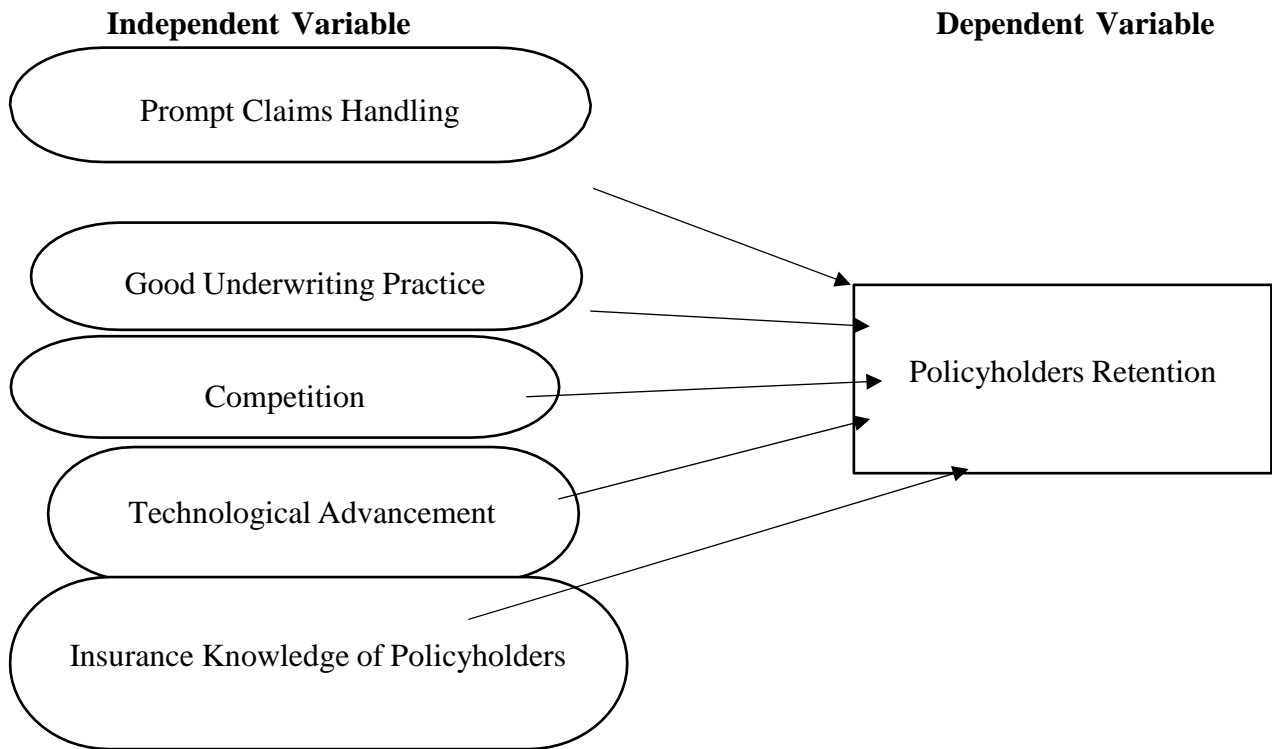 Independent Variable
Dependent Variable
Prompt Claims Handling
Good Underwriting Practice
Competition
Policyholders Retention
Technological Advancement
Insurance Knowledge of Policyholders